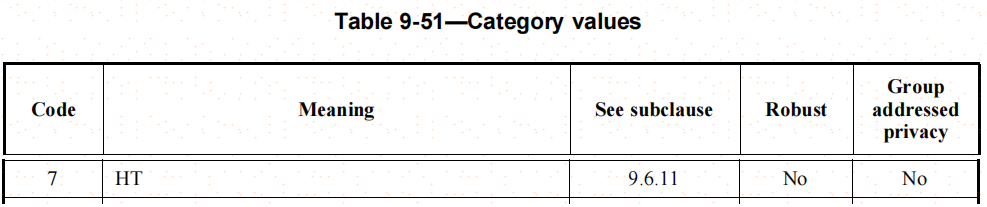 Table 9-51—Category values
Code Meaning See subclause Robust Group addressed privacy
7 HT 9.6.11 No No